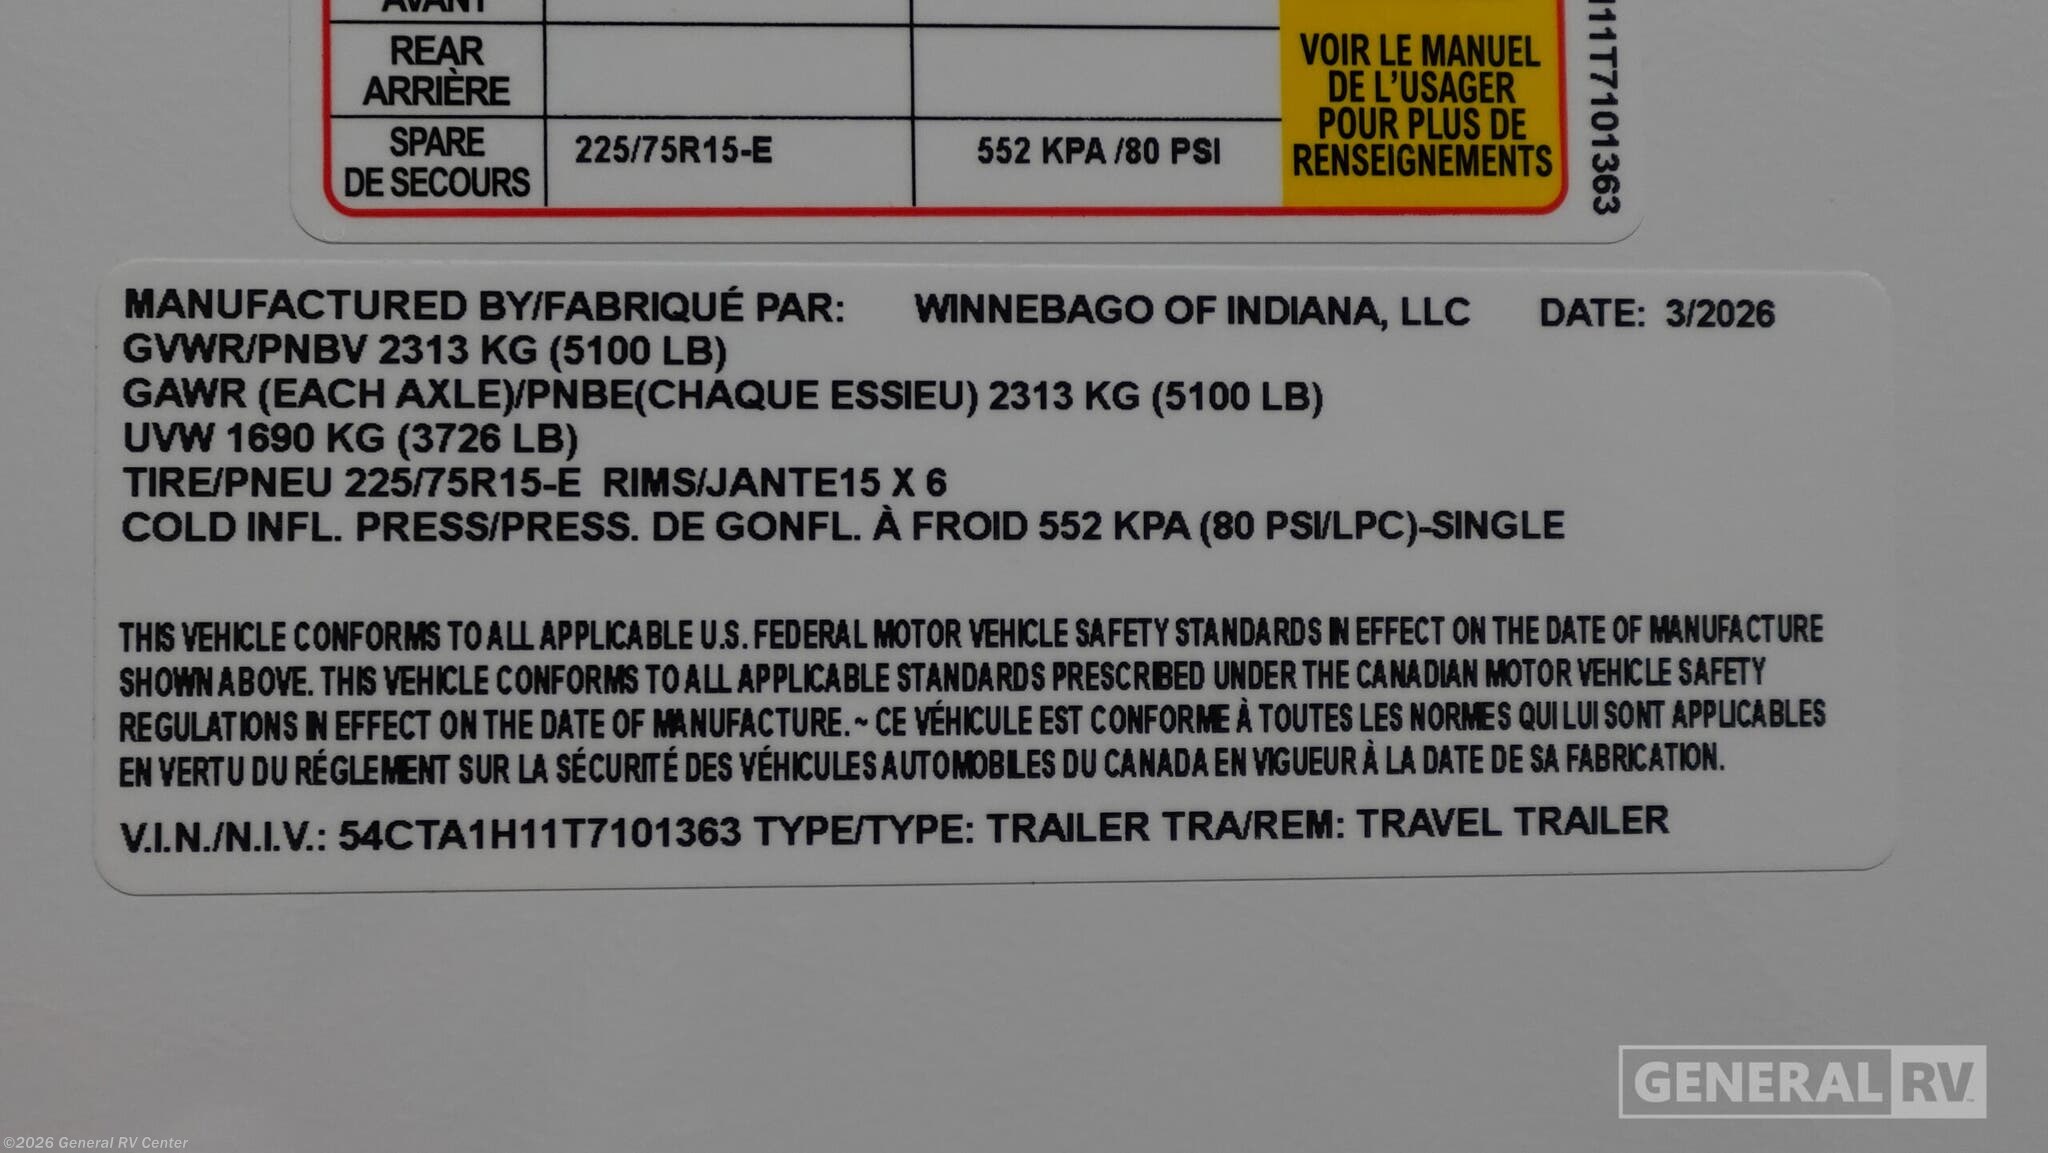 AVANT
REAR
ARRIÈRE
SPARE
DE SECOURS
225/75R15-E
552 KPA /80 PSI
VOIR LE MANUEL
DE L'USAGER
POUR PLUS DE
RENSEIGNEMENTS
11T7101363
MANUFACTURED BY/FABRIQUÉ PAR: WINNEBAGO OF INDIANA, LLC DATE: 3/2026
GVWR/PNBV 2313 KG (5100 LB)
GAWR (EACH AXLE)/PNBE(CHAQUE ESSIEU) 2313 KG (5100 LB)
UVW 1690 KG (3726 LB)
TIRE/PNEU 225/75R15-E RIMS/JANTE15 X 6
COLD INFL. PRESS/PRESS. DE GONFL. À FROID 552 KPA (80 PSI/LPC)-SINGLE
THIS VEHICLE CONFORMS TO ALL APPLICABLE U.S. FEDERAL MOTOR VEHICLE SAFETY STANDARDS IN EFFECT ON THE DATE OF MANUFACTURE
SHOWN ABOVE. THIS VEHICLE CONFORMS TO ALL APPLICABLE STANDARDS PRESCRIBED UNDER THE CANADIAN MOTOR VEHICLE SAFETY
REGULATIONS IN EFFECT ON THE DATE OF MANUFACTURE. ~ CE VÉHICULE EST CONFORME À TOUTES LES NORMES QUI LUI SONT APPLICABLES
EN VERTU DU RÉGLEMENT SUR LA SÉCURITÉ DES VÉHICULES AUTOMOBILES DU CANADA EN VIGUEUR À LA DATE DE SA FABRICATION.
V.I.N./N.I.V.: 54CTA1H11T7101363 TYPE/TYPE: TRAILER TRA/REM: TRAVEL TRAILER
GENERAL RV
©2026 General RV Center